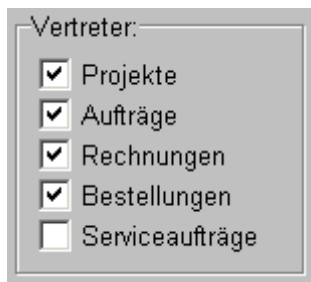 Vertreter:
Projekte
Aufträge
Rechnungen
Bestellungen
Serviceaufträge